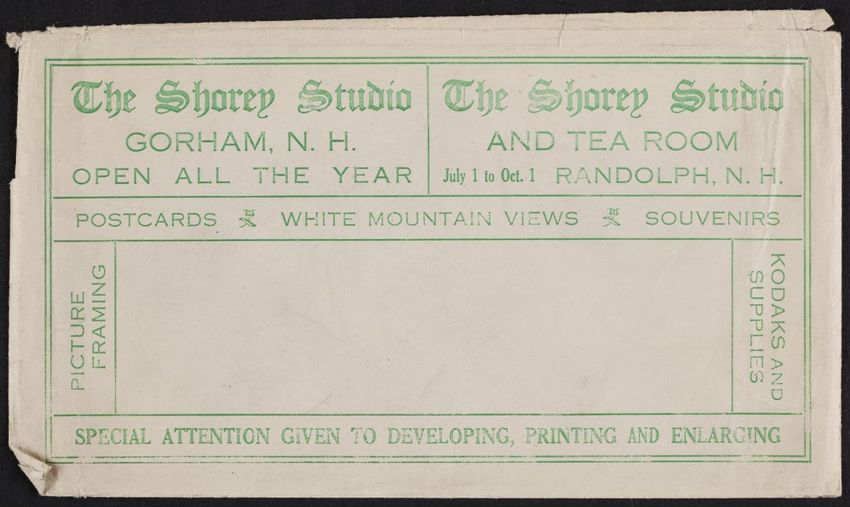 The Shorey Studio
GORHAM, N. H.
OPEN ALL THE YEAR
The Shorey Studio
AND TEA ROOM
July 1 to Oct. 1 RANDOLPH, N. H.
POSTCARDS WHITE MOUNTAIN VIEWS SOUVENIRS
PICTURE
FRAMING
KODAKS AND
SUPPLIES
SPECIAL ATTENTION GIVEN TO DEVELOPING, PRINTING AND ENLARGING